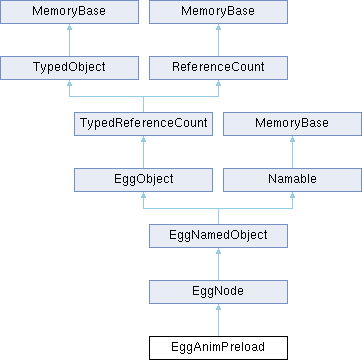 MemoryBase MemoryBase
TypedObject ReferenceCount
TypedReferenceCount MemoryBase
EggObject Namable
EggNamedObject
EggNode
EggAnimPreload